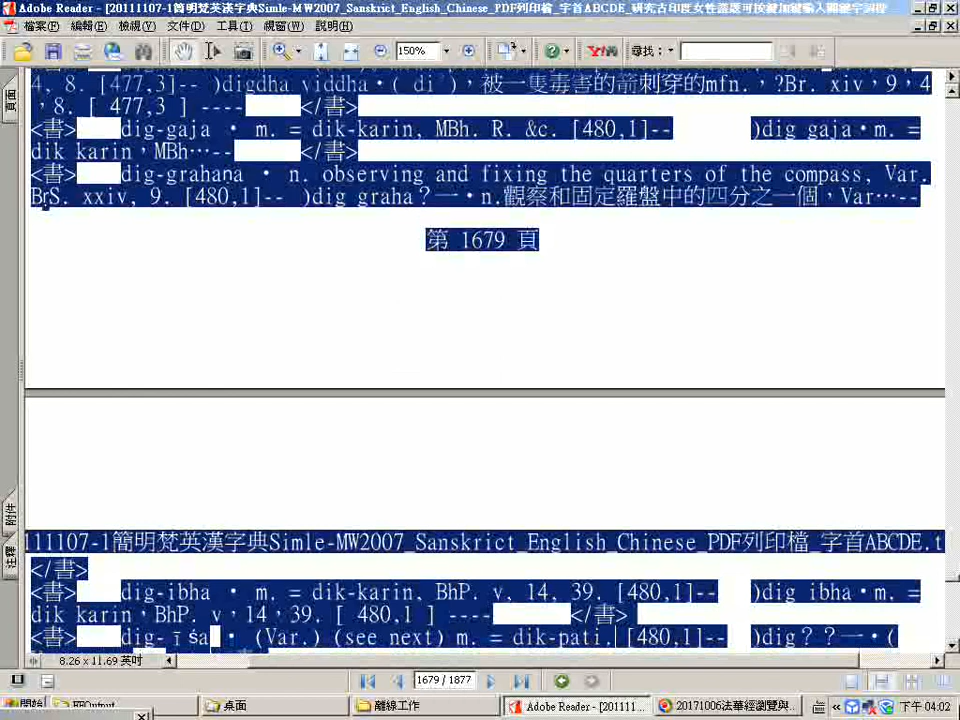 Adobe Reader - [20111107-1簡明梵英漢字典Simle-MW2007_Sanskrict_English_Chinese_PDF列印檔_字首ABCDE_研究古印度女性
檔案(F) 編輯(E) 檢視(V) 文件(D) 工具(T) 視窗(W) 說明(H)
150% 尋找:
4, 8. [477,3]-- )digdha viddha・( di ),被一隻毒害的箭刺穿的mfn.,?Br. xiv,9,4
,8. [ 477,3 ] ---- </書>
<書> dig-gaja ・ m. = dik-karin, MBh. R. &c. [480,1]-- )dig gaja・m. =
dik karin,MBh…-- </書>
<書> dig-grahaṇa ・ n. observing and fixing the quarters of the compass, Var.
BṛS. xxiv, 9. [480,1]-- )dig graha?一・n.觀察和固定羅盤中的四分之一個,Var…--
第 1679 頁
111107-1簡明梵英漢字典Simle-MW2007_Sanskrict_English_Chinese_PDF列印檔_字首ABCDE.t
</書>
<書> dig-ibha ・ m. = dik-karin, BhP. v, 14, 39. [480,1]-- )dig ibha・m. =
dik karin,BhP. v,14,39. [ 480,1 ] ---- </書>
<書> dig-īśa ・ (Var.) (see next) m. = dik-pati, [480,1]-- )dig??一・(
頁面
附件
注釋
8.26 x 11.69 英吋
1679 / 1877
開始 FFOutput 桌面 離線工作 Adobe Reader - [201111... 20171006法華經瀏覽與... 下午 04:02